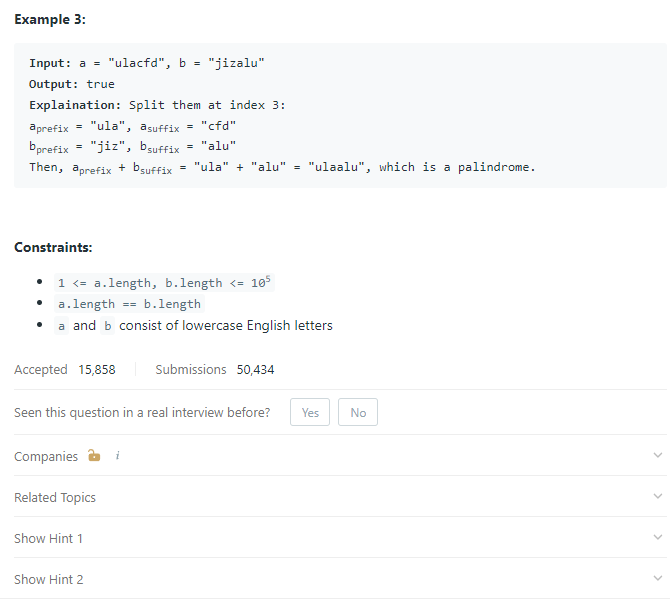 Example 3:
Input: a = "ulacfd", b = "jizalu"
Output: true
Explaination: Split them at index 3:
aprefix = "ula", asuffix = "cfd"
bprefix = "jiz", bsuffix = "alu"
Then, aprefix + bsuffix = "ula" + "alu" = "ulaalu", which is a palindrome.
Constraints:
• 1 <= a.length, b.length <= 10⁵
• a.length == b.length
• a and b consist of lowercase English letters
Accepted 15,858 Submissions 50,434
Seen this question in a real interview before? Yes No
Companies i
Related Topics
Show Hint 1
Show Hint 2